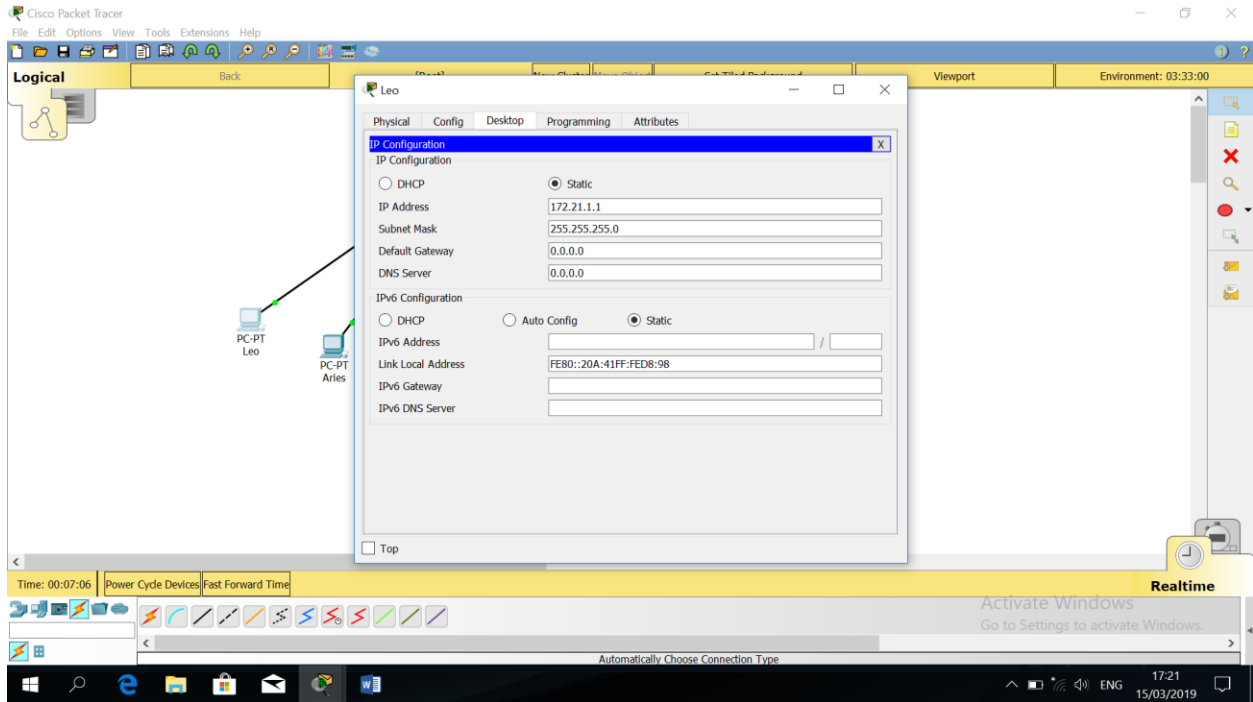 Cisco Packet Tracer
File Edit Options View Tools Extensions Help
Logical
Back
Viewport
Environment: 03:33:00
Leo
Physical Config Desktop Programming Attributes
IP Configuration X
IP Configuration
DHCP Static
IP Address 172.21.1.1
Subnet Mask 255.255.255.0
Default Gateway 0.0.0.0
DNS Server 0.0.0.0
IPv6 Configuration
DHCP Auto Config Static
IPv6 Address /
Link Local Address FE80::20A:41FF:FED8:98
IPv6 Gateway
IPv6 DNS Server
Top
PC-PT
Leo
PC-PT
Aries
Time: 00:07:06 Power Cycle Devices Fast Forward Time
Realtime
Activate Windows
Go to Settings to activate Windows.
Automatically Choose Connection Type
ENG
17:21
15/03/2019